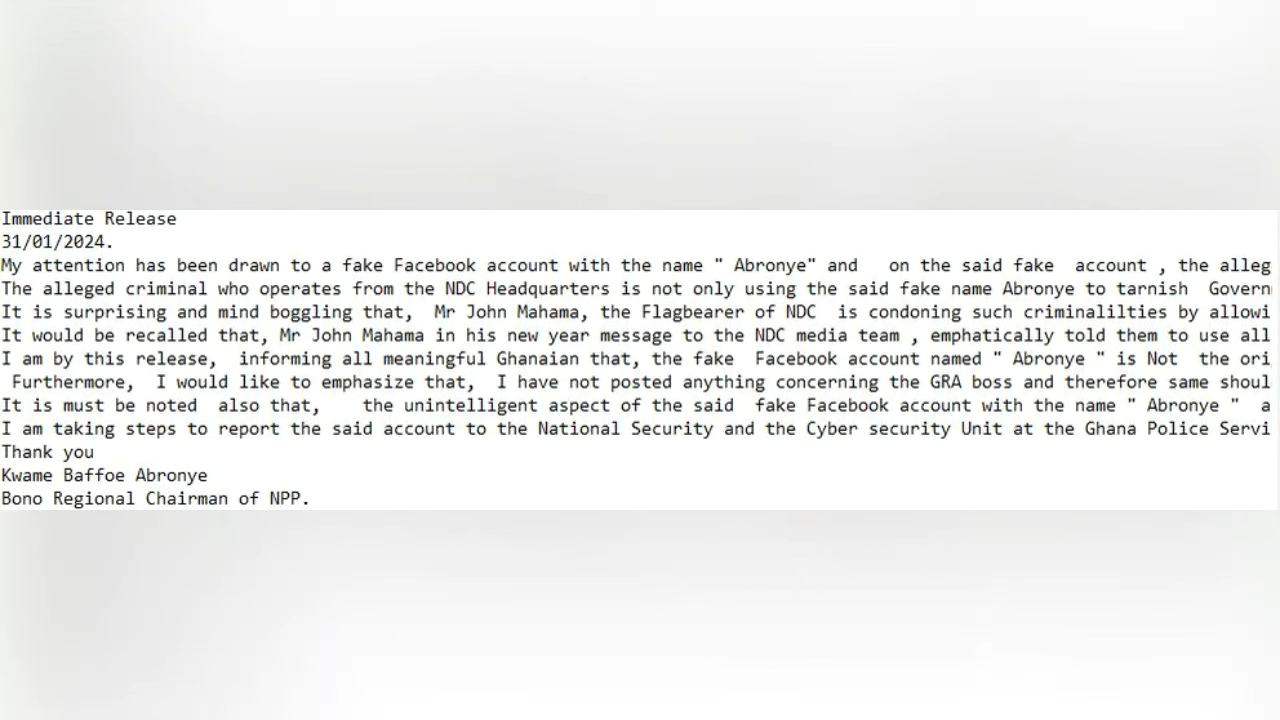 Immediate Release
31/01/2024.
My attention has been drawn to a fake Facebook account with the name " Abronye" and on the said fake account , the alleg
The alleged criminal who operates from the NDC Headquarters is not only using the said fake name Abronye to tarnish Govern
It is surprising and mind boggling that, Mr John Mahama, the Flagbearer of NDC is condoning such criminalilties by allowi
It would be recalled that, Mr John Mahama in his new year message to the NDC media team , emphatically told them to use all
I am by this release, informing all meaningful Ghanaian that, the fake Facebook account named " Abronye " is Not the ori
Furthermore, I would like to emphasize that, I have not posted anything concerning the GRA boss and therefore same shoul
It is must be noted also that, the unintelligent aspect of the said fake Facebook account with the name " Abronye " a
I am taking steps to report the said account to the National Security and the Cyber security Unit at the Ghana Police Servi
Thank you
Kwame Baffoe Abronye
Bono Regional Chairman of NPP.